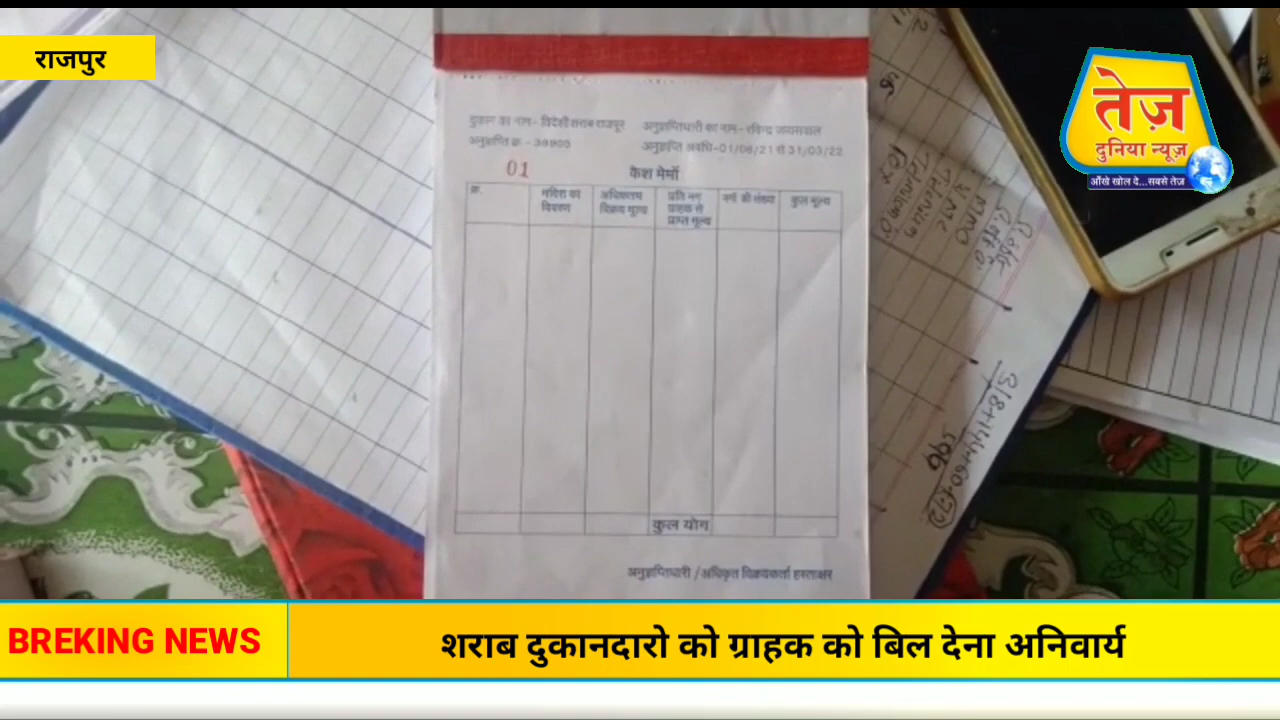 राजपुर
तेज़
दुनिया न्यूज़
आँखे खोल दे...सबसे तेज़
दुकान का नाम- विदेशी शराब राजपूर अनुज्ञप्तिधारी का नाम- रविन्द्र जायसवाल
अनुज्ञप्ति क्र - 38905 अनुज्ञप्ति अवधि-01/06/21 से 31/03/22
01 केश मेमों
क्र. मदिरा का अधिकतम प्रति नग नगों की संख्या कुल मूल्य
विवरण विक्रय मूल्य ग्राहक से
प्राप्त मूल्य
कुल योग
अनुज्ञप्तिधारी / अधिकृत विक्रयकर्ता हस्ताक्षर
BREKING NEWS
शराब दुकानदारो को ग्राहक को बिल देना अनिवार्य